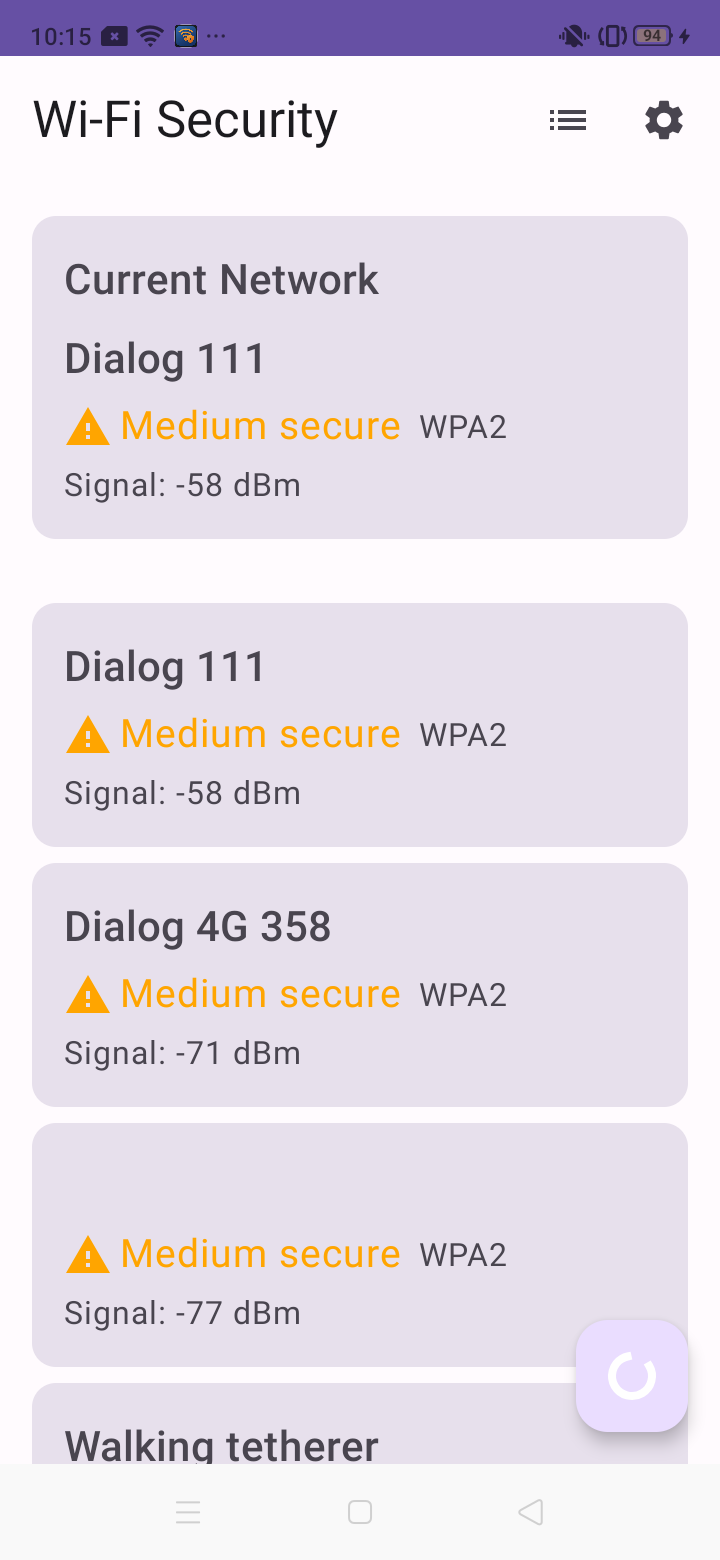 10:15
94
Wi-Fi Security
Current Network
Dialog 111
Medium secure WPA2
Signal: -58 dBm
Dialog 111
Medium secure WPA2
Signal: -58 dBm
Dialog 4G 358
Medium secure WPA2
Signal: -71 dBm
Medium secure WPA2
Signal: -77 dBm
Walking tetherer